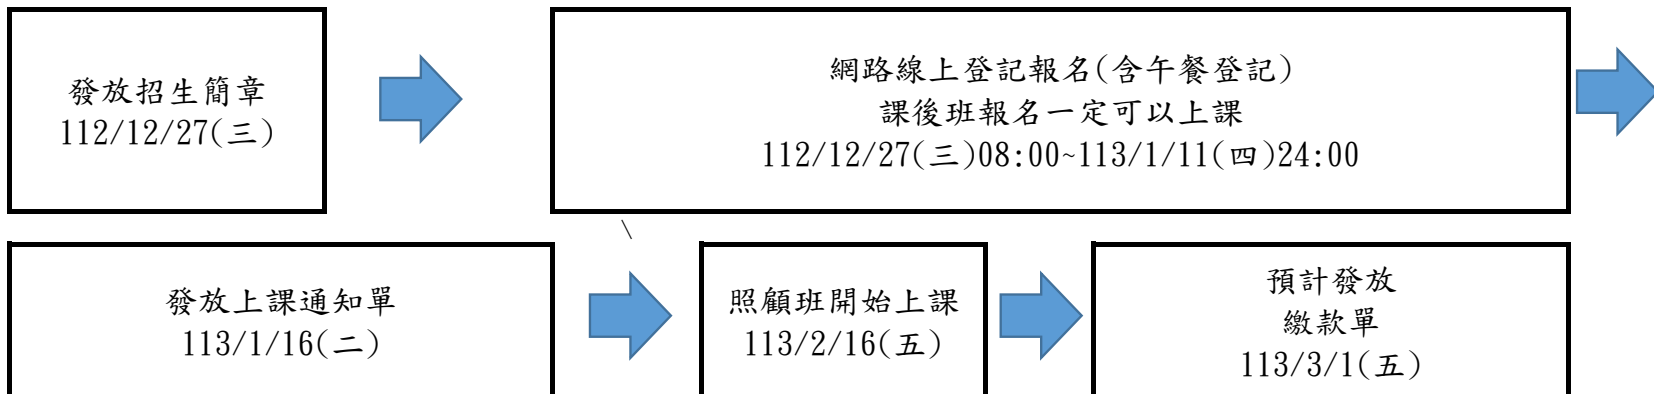 發放招生簡章
112/12/27(三)
網路線上登記報名(含午餐登記)
課後班報名一定可以上課
112/12/27(三)08:00~113/1/11(四)24:00
\
發放上課通知單
113/1/16(二)
照顧班開始上課
113/2/16(五)
預計發放
繳款單
113/3/1(五)